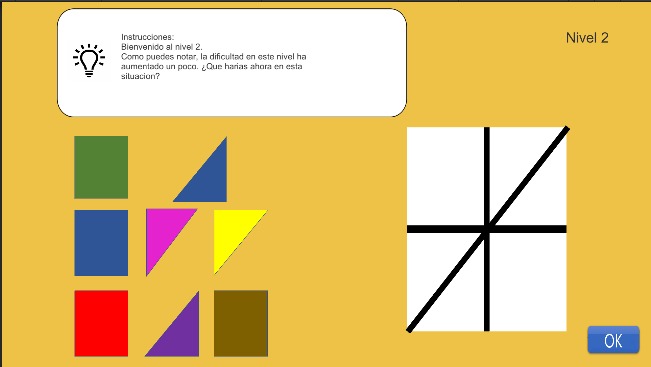 Nivel 2
Instrucciones:
Bienvenido al nivel 2.
Como puedes notar, la dificultad en este nivel ha
aumentado un poco. ¿Que harias ahora en esta
situacion?
OK